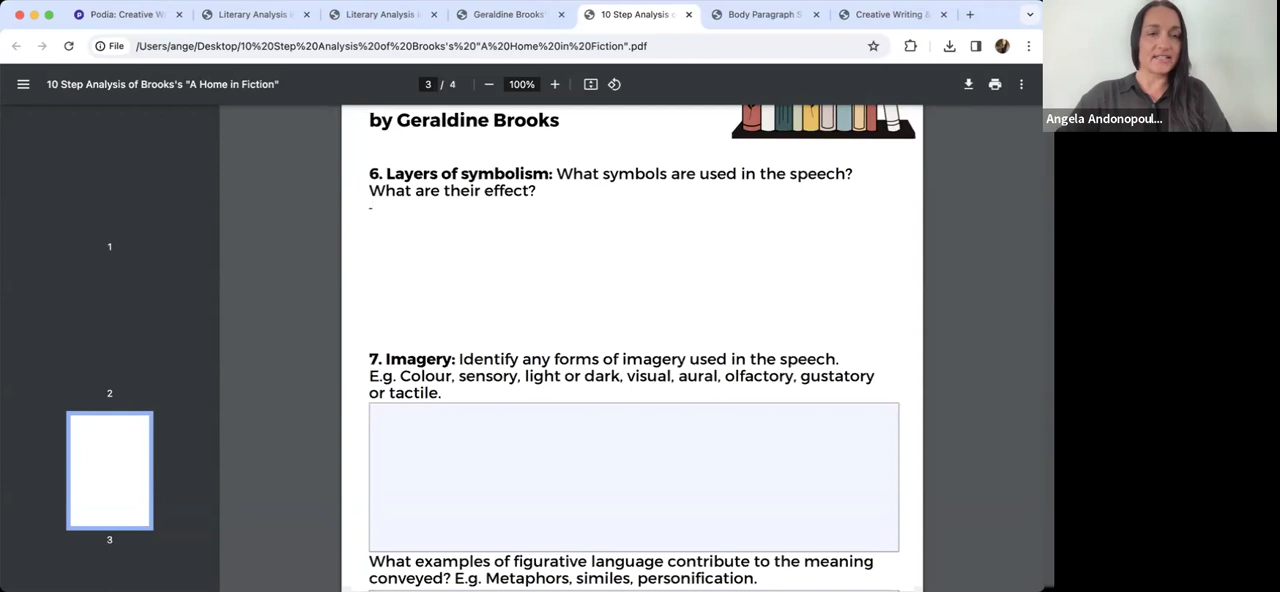 Podia: Creative W
Literary Analysis i
Literary Analysis i
Geraldine Brooks'
10 Step Analysis o
Body Paragraph S
Creative Writing &
File
/Users/ange/Desktop/10%20Step%20Analysis%20of%20Brooks's%20"A%20Home%20in%20Fiction".pdf
10 Step Analysis of Brooks's "A Home in Fiction"
3 / 4
100%
Angela Andonopoul...
by Geraldine Brooks
6. Layers of symbolism: What symbols are used in the speech?
What are their effect?
-
1
7. Imagery: Identify any forms of imagery used in the speech.
E.g. Colour, sensory, light or dark, visual, aural, olfactory, gustatory
or tactile.
2
3
What examples of figurative language contribute to the meaning
conveyed? E.g. Metaphors, similes, personification.